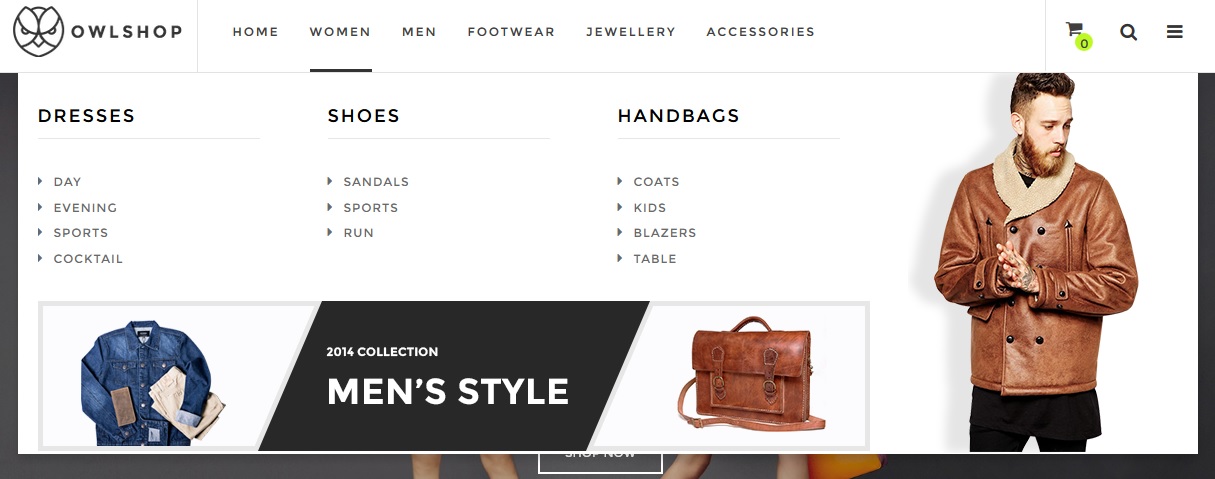 OWLSHOP
HOME WOMEN MEN FOOTWEAR JEWELLERY ACCESSORIES
0
DRESSES
DAY
EVENING
SPORTS
COCKTAIL
SHOES
SANDALS
SPORTS
RUN
HANDBAGS
COATS
KIDS
BLAZERS
TABLE
2014 COLLECTION
MEN'S STYLE
SHOP NOW